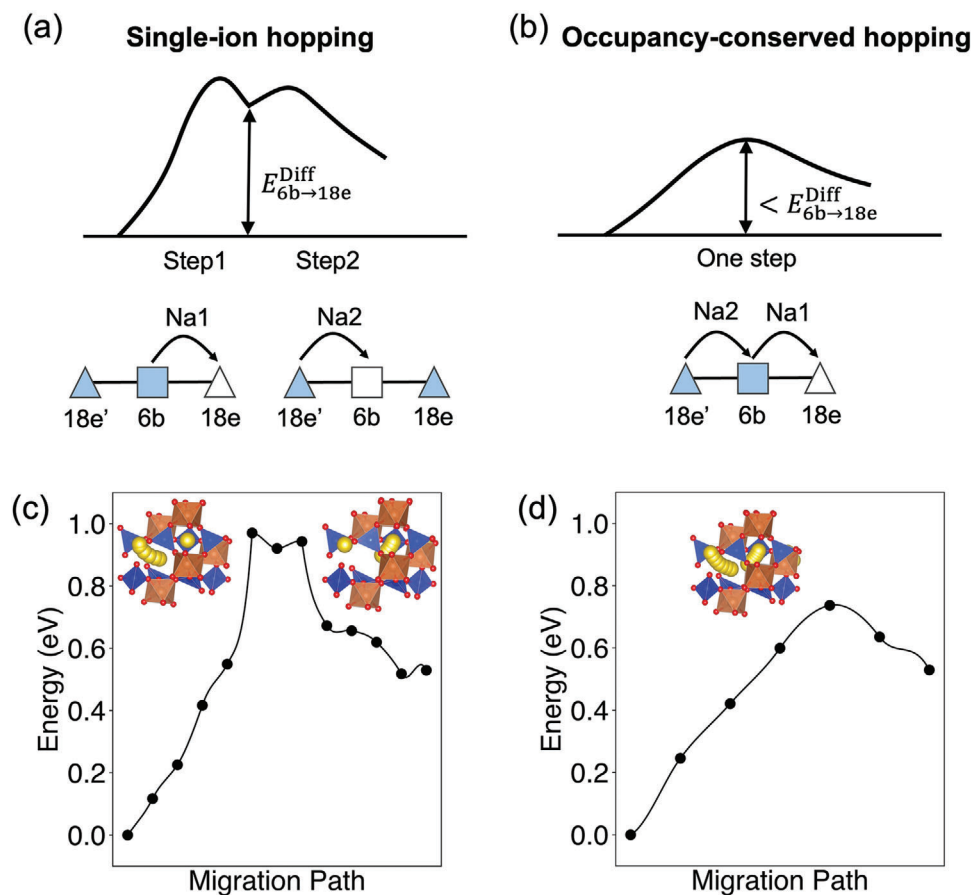 (a) Single-ion hopping
E^Diff_6b→18e
Step1 Step2
Na1 Na2
18e’ 6b 18e 18e’ 6b 18e
(b) Occupancy-conserved hopping
< E^Diff_6b→18e
One step
Na2 Na1
18e’ 6b 18e
(c)
Energy (eV)
1.0
0.8
0.6
0.4
0.2
0.0
Migration Path
(d)
Energy (eV)
1.0
0.8
0.6
0.4
0.2
0.0
Migration Path